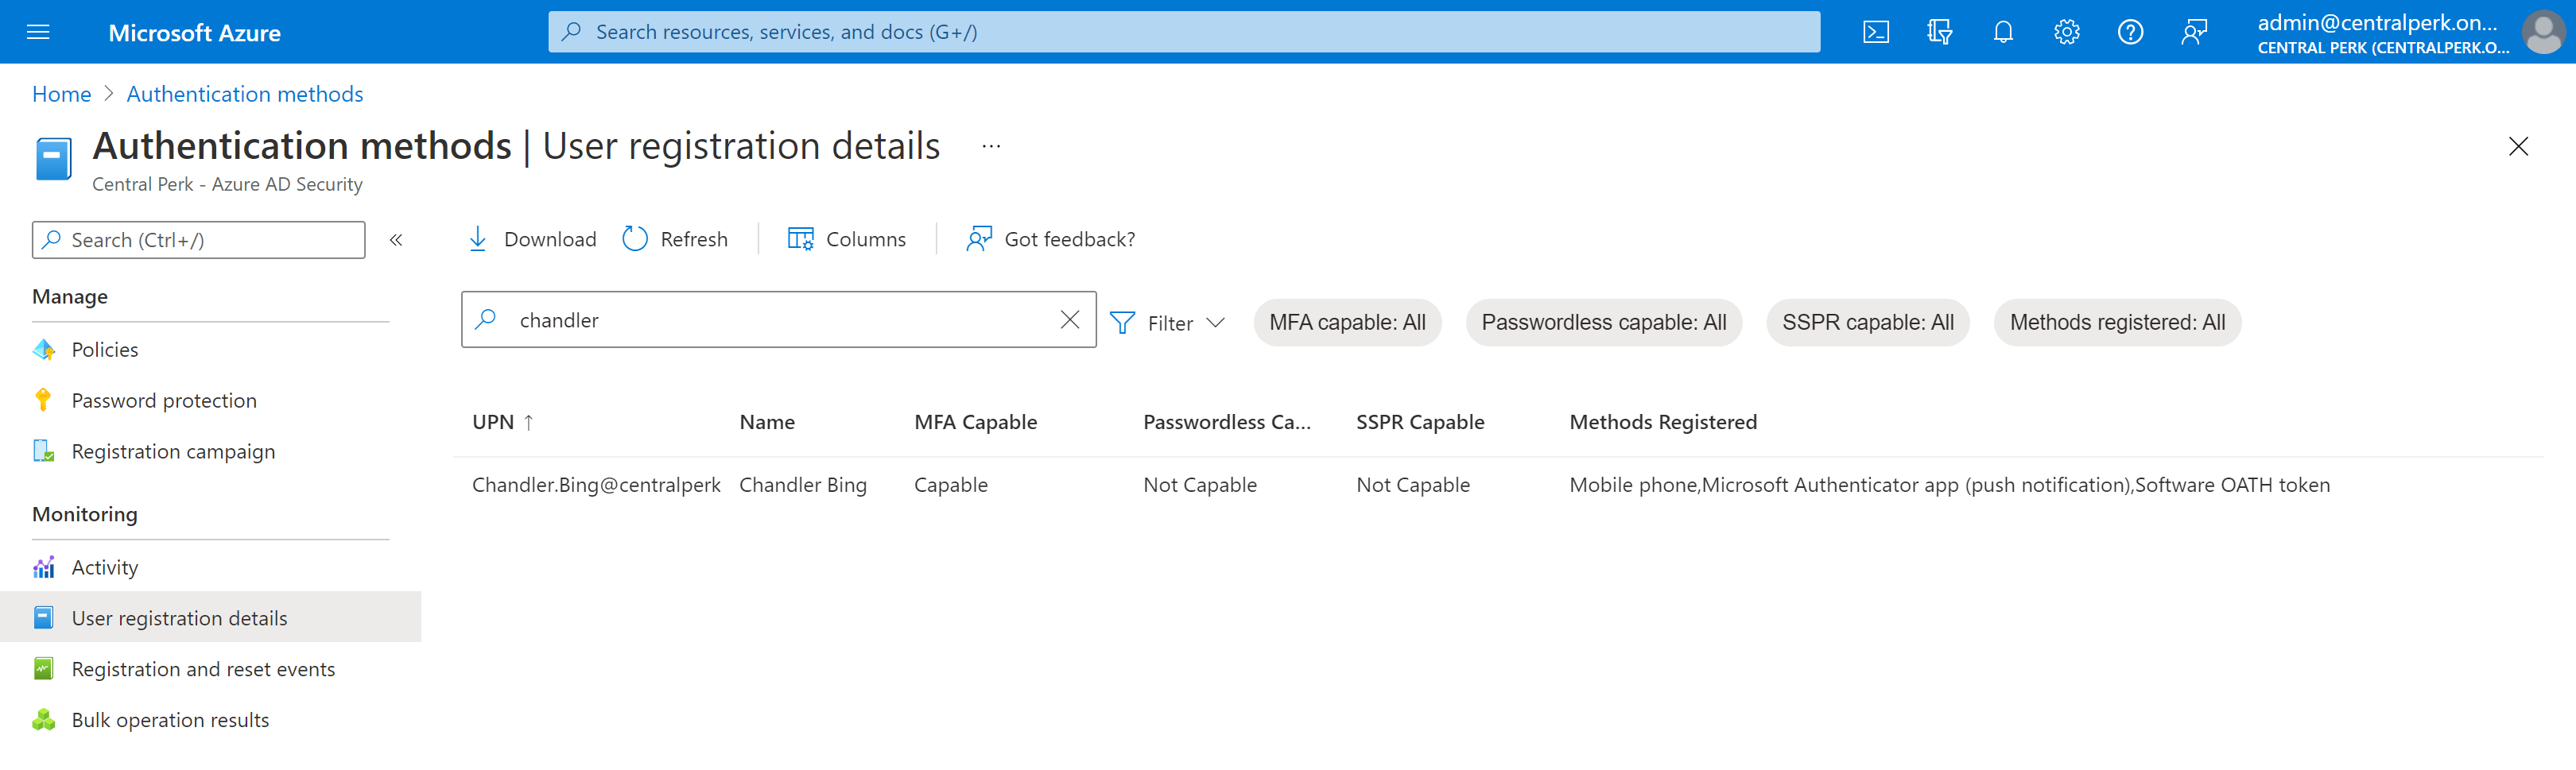 Microsoft Azure
Search resources, services, and docs (G+/)
admin@centralperk.on...
CENTRAL PERK (CENTRALPERK.O...
Home > Authentication methods
Authentication methods | User registration details ...
Central Perk - Azure AD Security
Search (Ctrl+/) «
Download Refresh Columns Got feedback?
Manage
Policies
Password protection
Registration campaign
Monitoring
Activity
User registration details
Registration and reset events
Bulk operation results
chandler
Filter MFA capable: All Passwordless capable: All SSPR capable: All Methods registered: All
UPN ↑ Name MFA Capable Passwordless Ca... SSPR Capable Methods Registered
Chandler.Bing@centralperk Chandler Bing Capable Not Capable Not Capable Mobile phone,Microsoft Authenticator app (push notification),Software OATH token